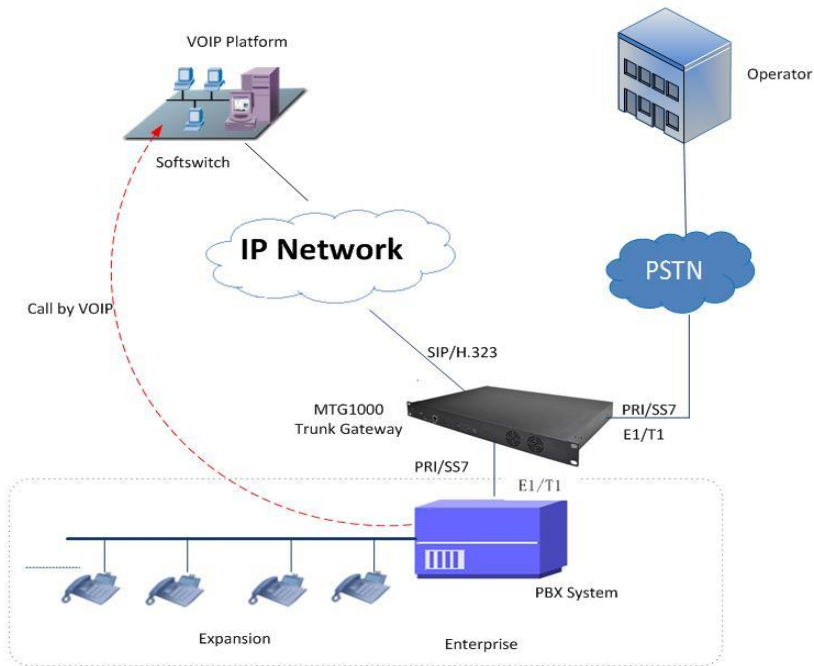 VOIP Platform
Operator
Softswitch
IP Network
PSTN
Call by VOIP
SIP/H.323
MTG1000
Trunk Gateway
PRI/SS7
E1/T1
PRI/SS7
E1/T1
PBX System
Expansion
Enterprise